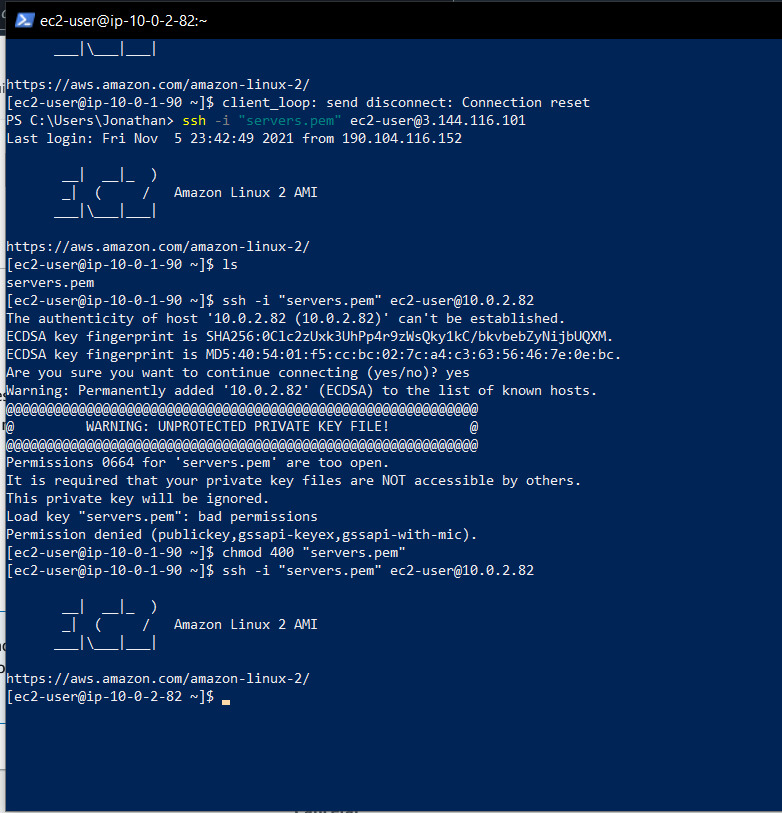 ec2-user@ip-10-0-2-82:~
___|\___|___|
https://aws.amazon.com/amazon-linux-2/
[ec2-user@ip-10-0-1-90 ~]$ client_loop: send disconnect: Connection reset
PS C:\Users\Jonathan> ssh -i "servers.pem" ec2-user@3.144.116.101
Last login: Fri Nov  5 23:42:49 2021 from 190.104.116.152
__|  __|_  )
_|  (     /   Amazon Linux 2 AMI
___|\___|___|
https://aws.amazon.com/amazon-linux-2/
[ec2-user@ip-10-0-1-90 ~]$ ls
servers.pem
[ec2-user@ip-10-0-1-90 ~]$ ssh -i "servers.pem" ec2-user@10.0.2.82
The authenticity of host '10.0.2.82 (10.0.2.82)' can't be established.
ECDSA key fingerprint is SHA256:0Clc2zUxk3UhPp4r9zWsQky1kC/bkvbebZyNijbUQXM.
ECDSA key fingerprint is MD5:40:54:01:f5:cc:bc:02:7c:a4:c3:63:56:46:7e:0e:bc.
Are you sure you want to continue connecting (yes/no)? yes
Warning: Permanently added '10.0.2.82' (ECDSA) to the list of known hosts.
@@@@@@@@@@@@@@@@@@@@@@@@@@@@@@@@@@@@@@@@@@@@@@@@@@@@@@@@@@@
@         WARNING: UNPROTECTED PRIVATE KEY FILE!          @
@@@@@@@@@@@@@@@@@@@@@@@@@@@@@@@@@@@@@@@@@@@@@@@@@@@@@@@@@@@
Permissions 0664 for 'servers.pem' are too open.
It is required that your private key files are NOT accessible by others.
This private key will be ignored.
Load key "servers.pem": bad permissions
Permission denied (publickey,gssapi-keyex,gssapi-with-mic).
[ec2-user@ip-10-0-1-90 ~]$ chmod 400 "servers.pem"
[ec2-user@ip-10-0-1-90 ~]$ ssh -i "servers.pem" ec2-user@10.0.2.82
__|  __|_  )
_|  (     /   Amazon Linux 2 AMI
___|\___|___|
https://aws.amazon.com/amazon-linux-2/
[ec2-user@ip-10-0-2-82 ~]$